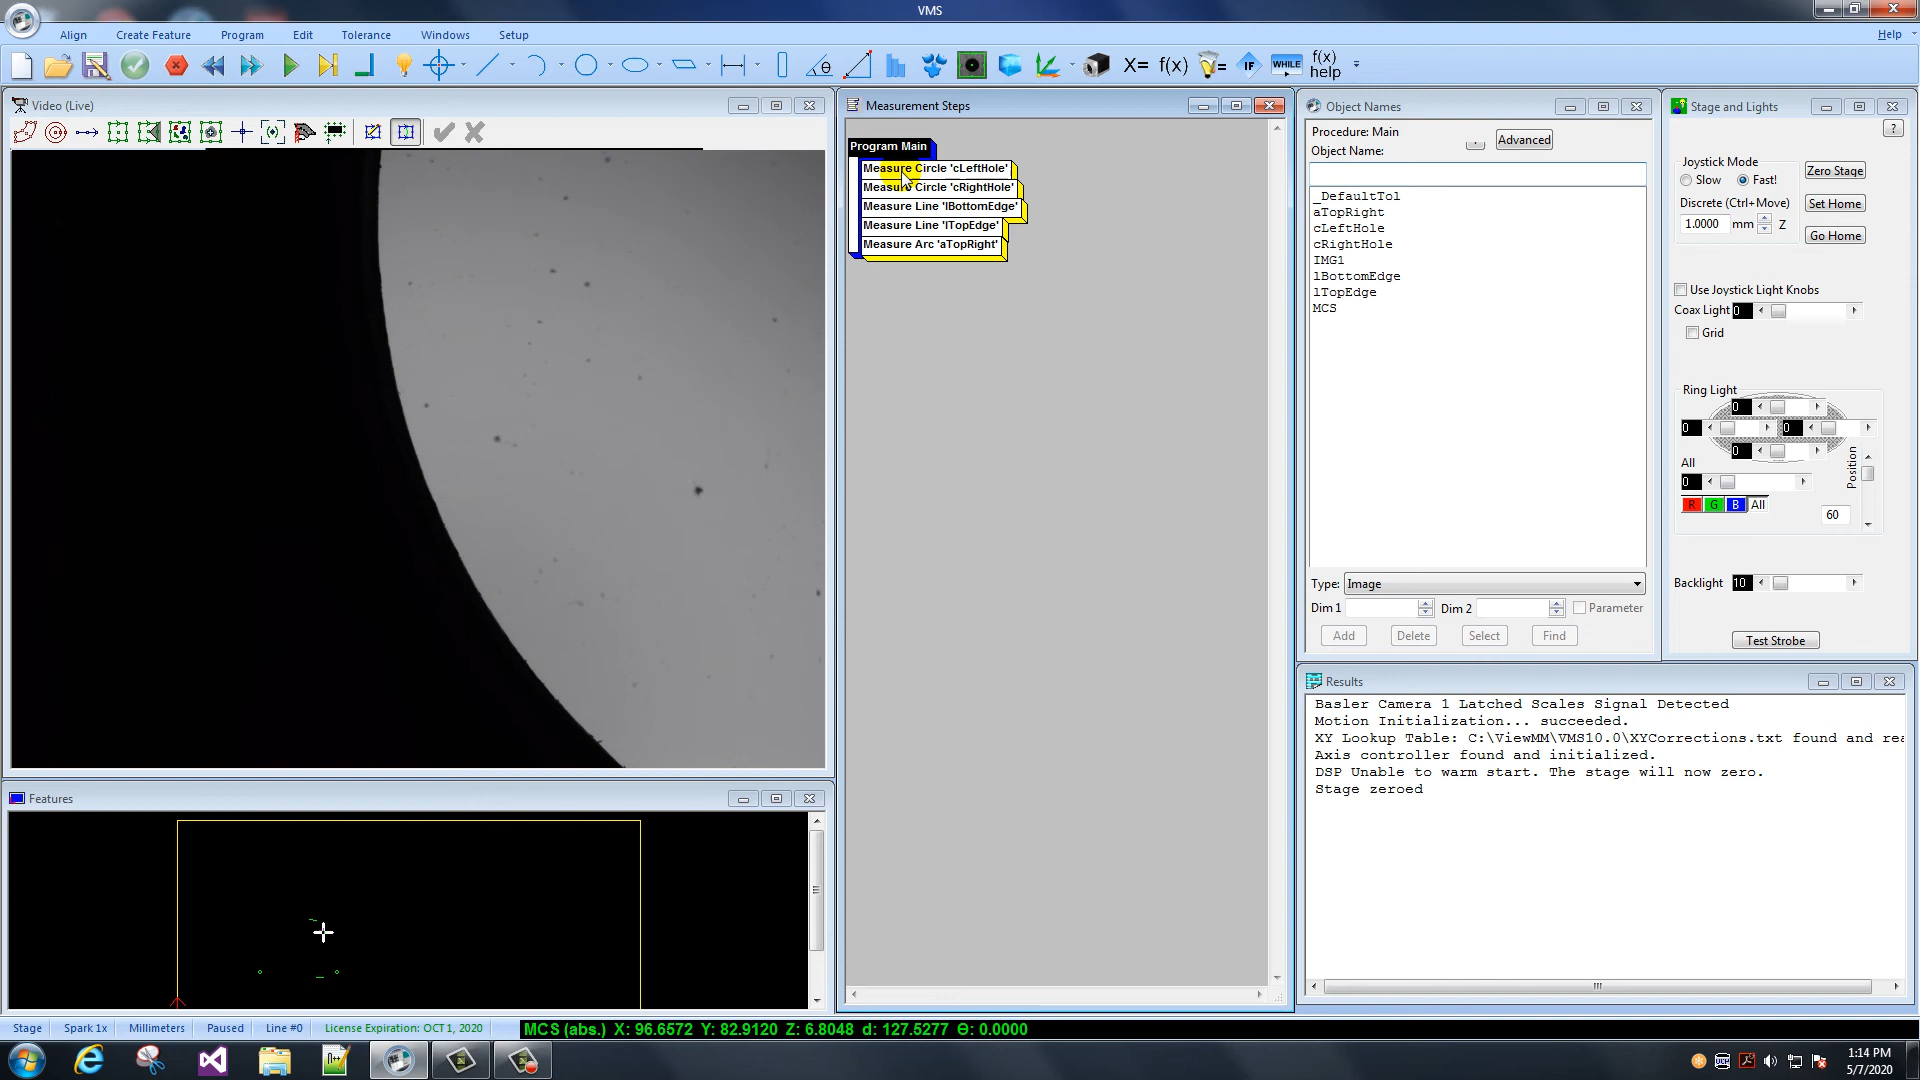 VMS
Align Create Feature Program Edit Tolerance Windows Setup Help
X= f(x) IF WHILE f(x) help
Video (Live)
Measurement Steps
Program Main
Measure Circle 'cLeftHole'
Measure Circle 'cRightHole'
Measure Line 'lBottomEdge'
Measure Line 'lTopEdge'
Measure Arc 'aTopRight'
Object Names
Procedure: Main
Object Name:
Advanced
_DefaultTol
aTopRight
cLeftHole
cRightHole
IMG1
lBottomEdge
lTopEdge
MCS
Type: Image
Dim 1 Dim 2 Parameter
Add Delete Select Find
Stage and Lights
?
Joystick Mode
Slow Fast!
Zero Stage
Discrete (Ctrl+Move)
Set Home
1.0000 mm Z
Go Home
Use Joystick Light Knobs
Coax Light 0
Grid
Ring Light
0
0 0
0
All
0
Position
R G B All
60
Backlight 10
Test Strobe
Features
Results
Basler Camera 1 Latched Scales Signal Detected
Motion Initialization... succeeded.
XY Lookup Table: C:\ViewMM\VMS10.0\XYCorrections.txt found and rea
Axis controller found and initialized.
DSP Unable to warm start. The stage will now zero.
Stage zeroed
Stage Spark 1x Millimeters Paused Line #0 License Expiration: OCT 1, 2020 MCS (abs.) X: 96.6572 Y: 82.9120 Z: 6.8048 d: 127.5277 Θ: 0.0000
1:14 PM
5/7/2020